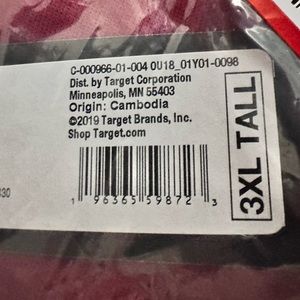 C-000966-01-004 0U18_01Y01-0098
Dist. by Target Corporation
Minneapolis, MN 55403
Origin: Cambodia
©2019 Target Brands, Inc.
Shop Target.com
1 96365 59872 3
3XL TALL